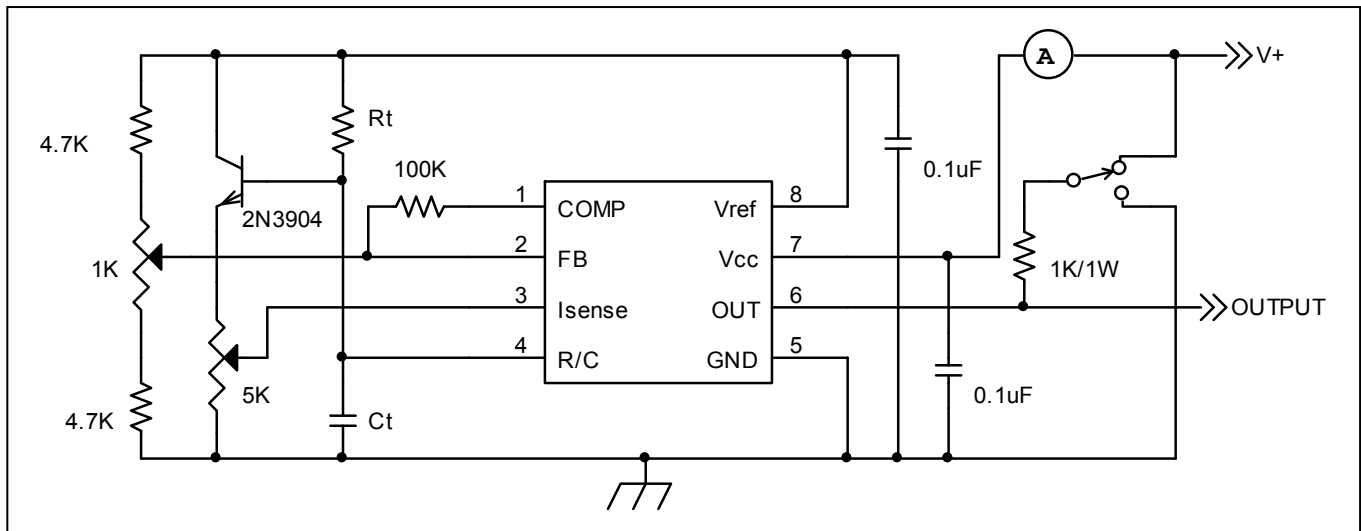 A
V+
Rt
4.7K
100K
0.1uF
1
COMP
Vref
8
2N3904
2
FB
Vcc
7
1K
1K/1W
3
Isense
OUT
6
OUTPUT
4
R/C
GND
5
5K
0.1uF
4.7K
Ct